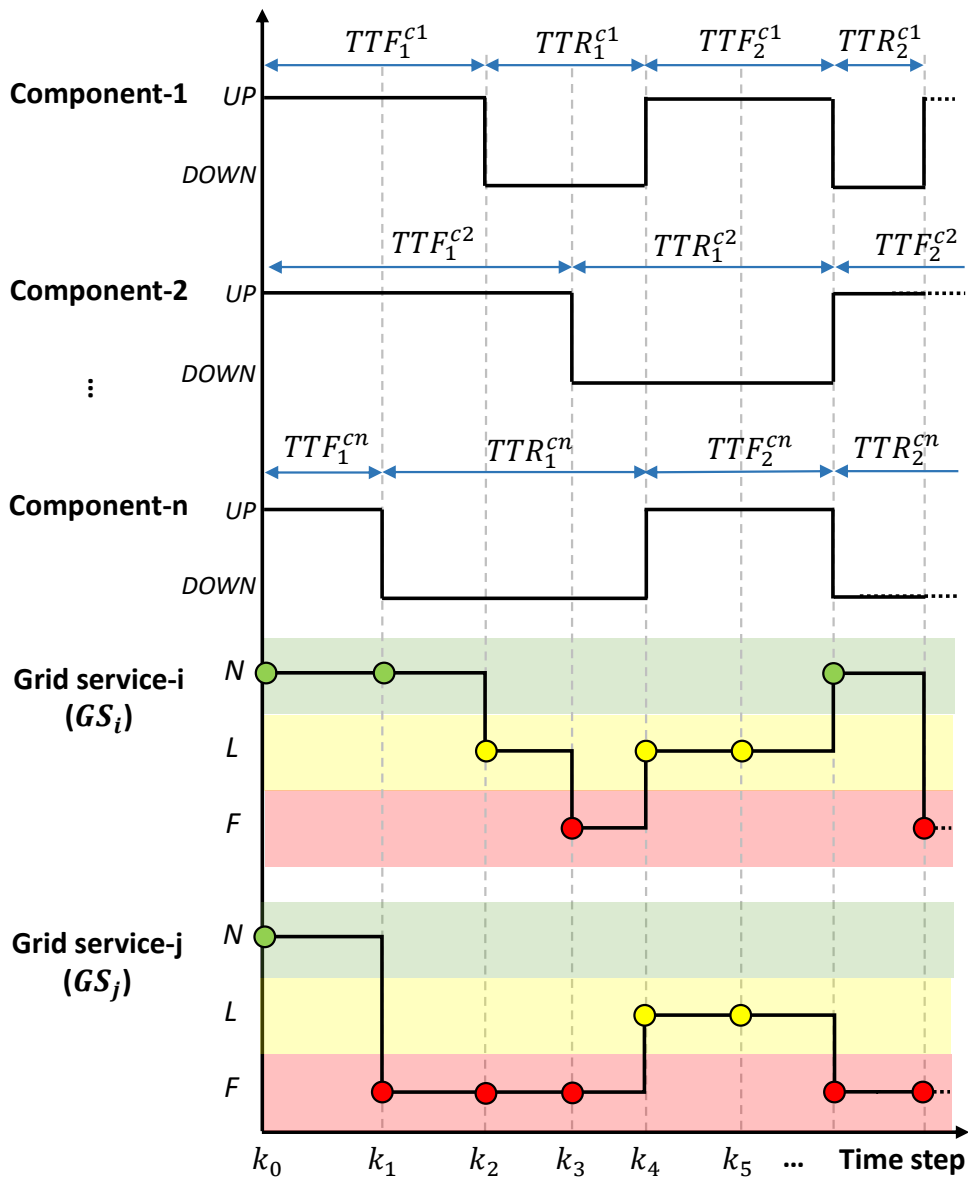 $TTF_1^{c1}$ $TTR_1^{c1}$ $TTF_2^{c1}$ $TTR_2^{c1}$
Component-1 UP
DOWN
$TTF_1^{c2}$ $TTR_1^{c2}$ $TTF_2^{c2}$
Component-2 UP
... DOWN
$TTF_1^{cn}$ $TTR_1^{cn}$ $TTF_2^{cn}$ $TTR_2^{cn}$
Component-n UP
DOWN
Grid service-i N
($GS_i$)
L
F
Grid service-j N
($GS_j$)
L
F
$k_0$ $k_1$ $k_2$ $k_3$ $k_4$ $k_5$ ... Time step